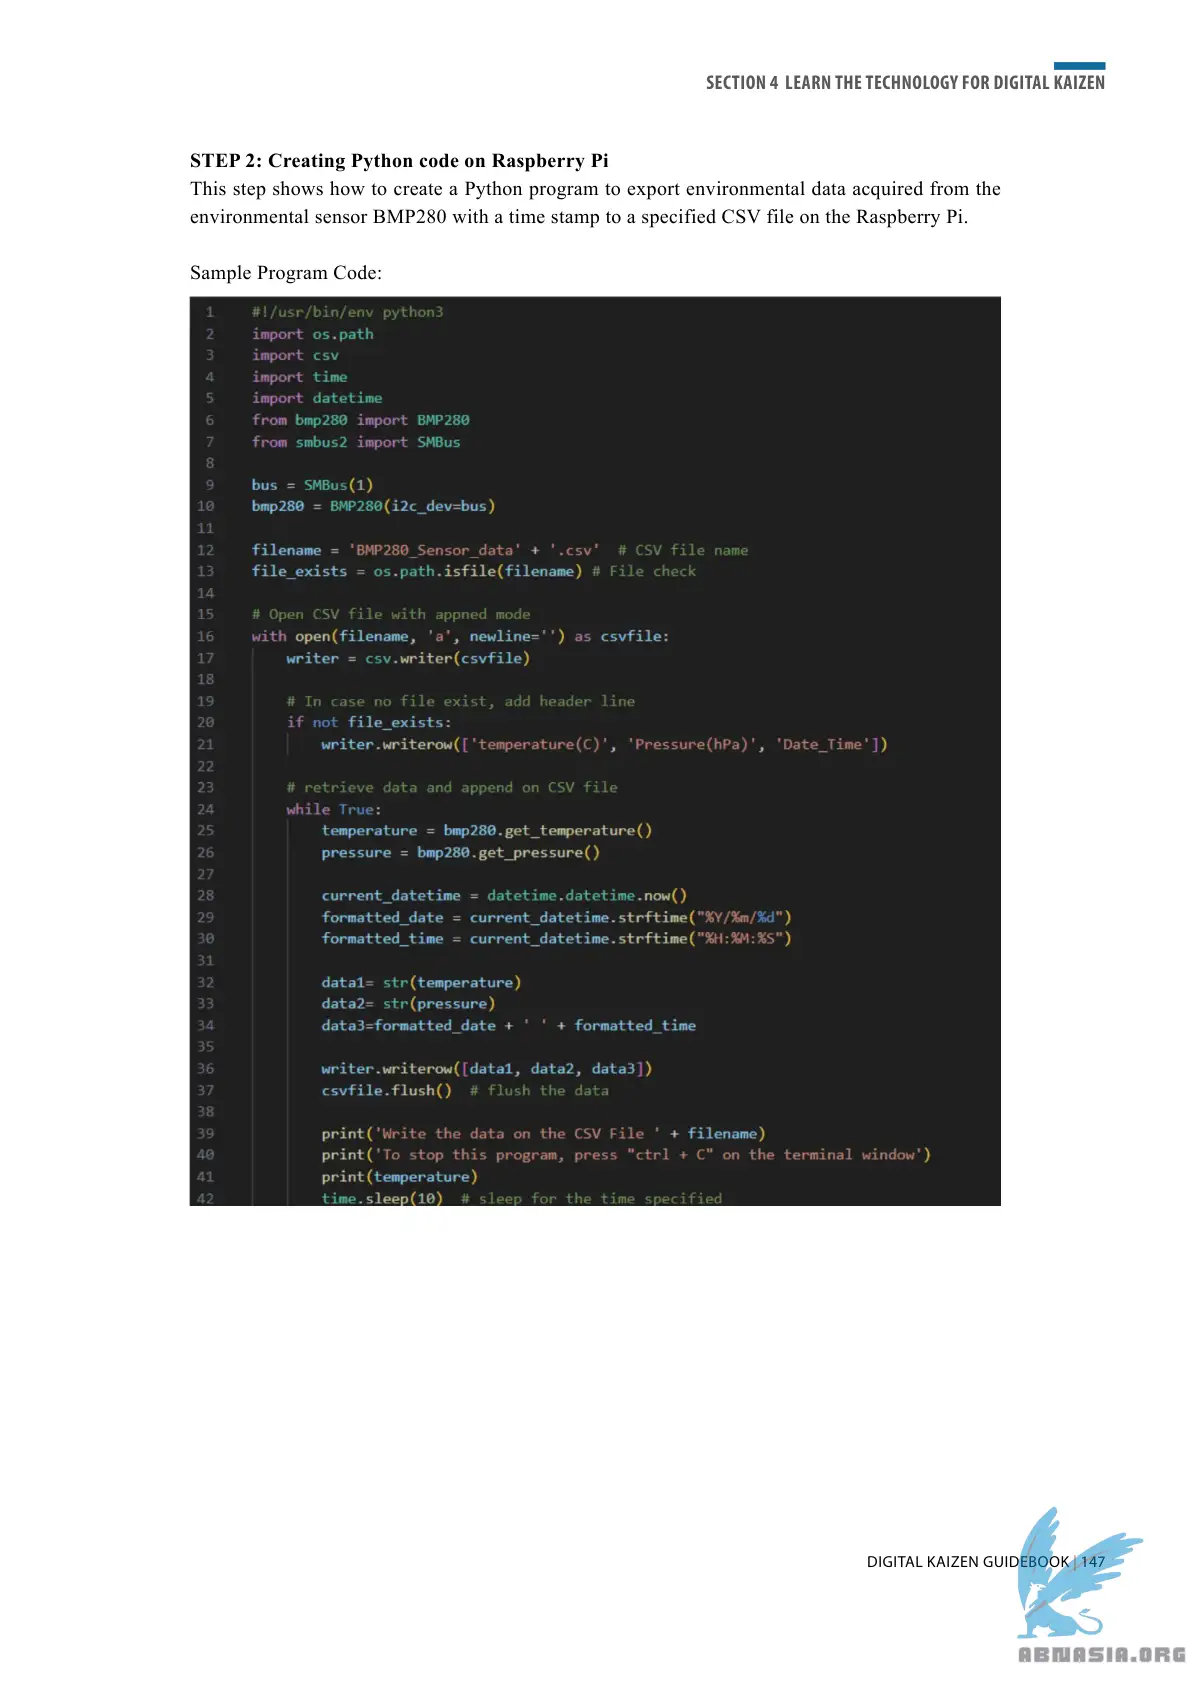 SECTION 4 LEARN THE TECHNOLOGY FOR DIGITAL KAIZEN
STEP 2: Creating Python code on Raspberry Pi
This step shows how to create a Python program to export environmental data acquired from the
environmental sensor BMP280 with a time stamp to a specified CSV file on the Raspberry Pi.
Sample Program Code:
1 #!/usr/bin/env python3
2 import os.path
3 import csv
4 import time
5 import datetime
6 from bmp280 import BMP280
7 from smbus2 import SMBus
8
9 bus = SMBus(1)
10 bmp280 = BMP280(i2c_dev=bus)
11
12 filename = 'BMP280_Sensor_data' + '.csv' # CSV file name
13 file_exists = os.path.isfile(filename) # File check
14
15 # Open CSV file with appned mode
16 with open(filename, 'a', newline='') as csvfile:
17 writer = csv.writer(csvfile)
18
19 # In case no file exist, add header line
20 if not file_exists:
21 writer.writerow(['temperature(C)', 'Pressure(hPa)', 'Date_Time'])
22
23 # retrieve data and append on CSV file
24 while True:
25 temperature = bmp280.get_temperature()
26 pressure = bmp280.get_pressure()
27
28 current_datetime = datetime.datetime.now()
29 formatted_date = current_datetime.strftime("%Y/%m/%d")
30 formatted_time = current_datetime.strftime("%H:%M:%S")
31
32 data1= str(temperature)
33 data2= str(pressure)
34 data3=formatted_date + ' ' + formatted_time
35
36 writer.writerow([data1, data2, data3])
37 csvfile.flush() # flush the data
38
39 print('Write the data on the CSV File ' + filename)
40 print('To stop this program, press "ctrl + C" on the terminal window')
41 print(temperature)
42 time.sleep(10) # sleep for the time specified
DIGITAL KAIZEN GUIDEBOOK | 147
ABNASIA.ORG